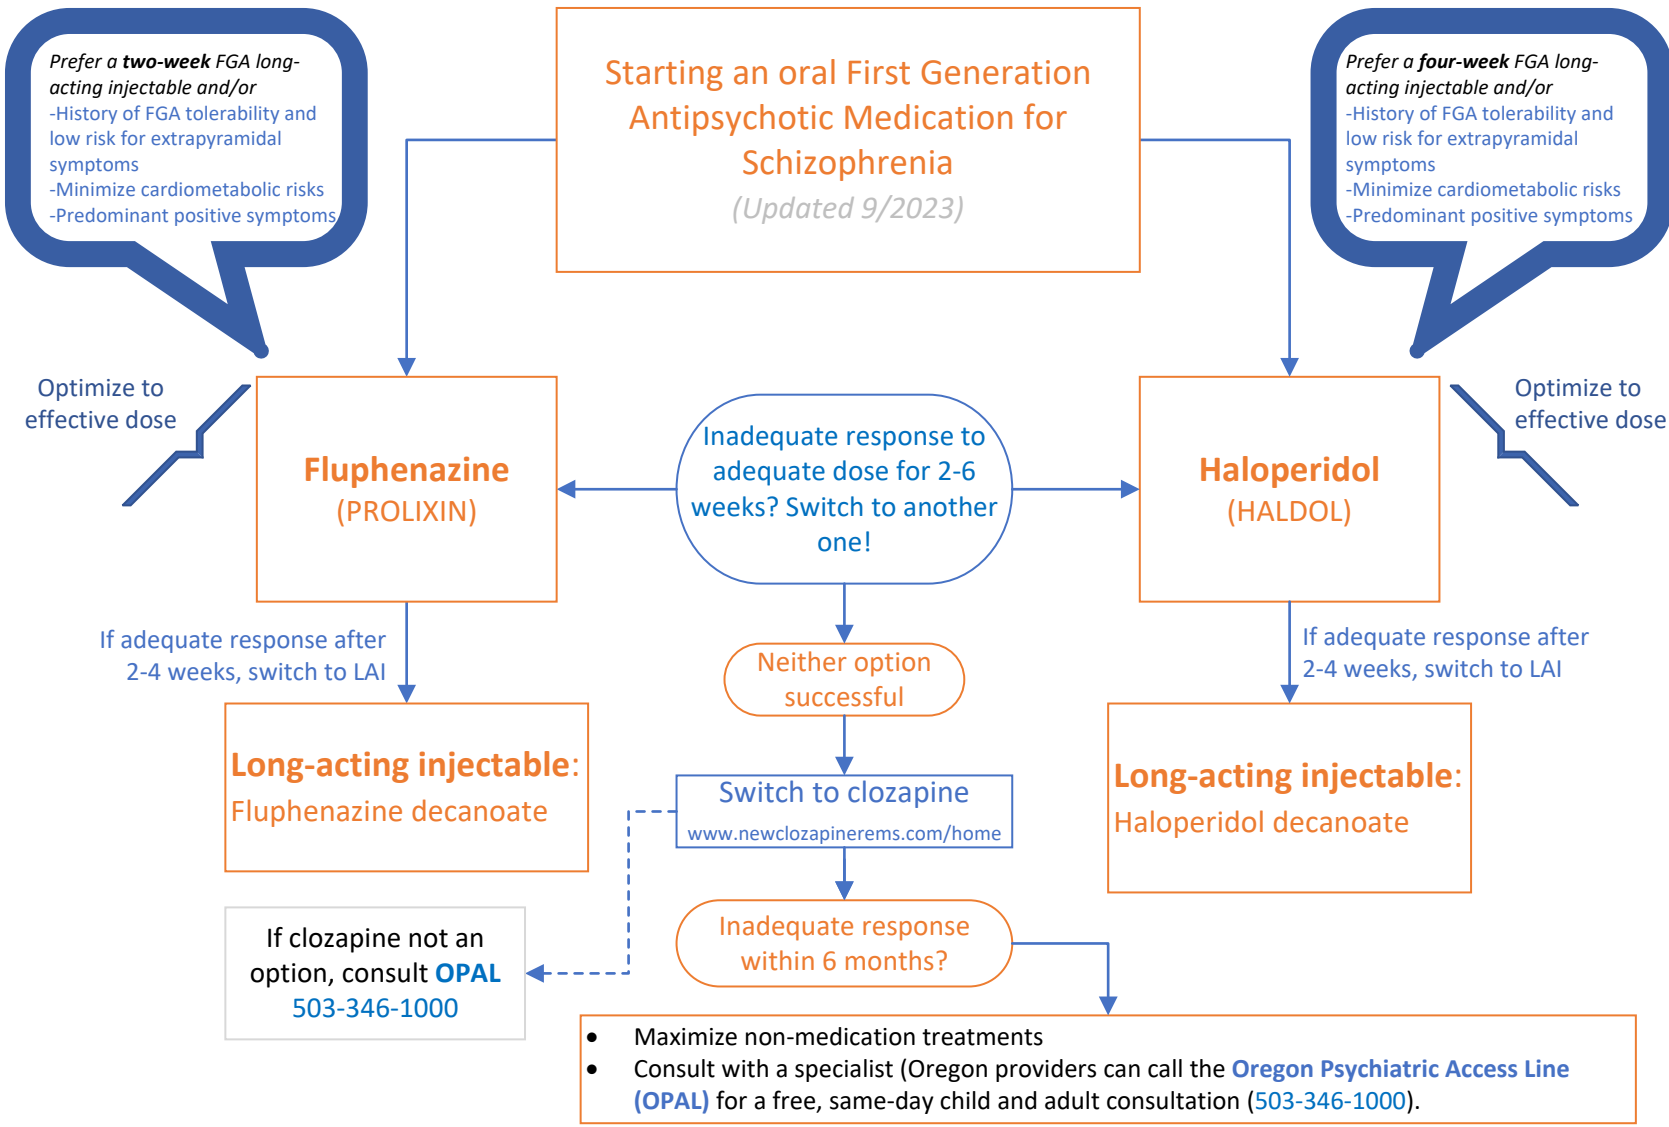 Prefer a two-week FGA long-
acting injectable and/or
-History of FGA tolerability and
low risk for extrapyramidal
symptoms
-Minimize cardiometabolic risks
-Predominant positive symptoms
Starting an oral First Generation
Antipsychotic Medication for
Schizophrenia
(Updated 9/2023)
Prefer a four-week FGA long-
acting injectable and/or
-History of FGA tolerability and
low risk for extrapyramidal
symptoms
-Minimize cardiometabolic risks
-Predominant positive symptoms
Optimize to
effective dose
Fluphenazine
(PROLIXIN)
Inadequate response to
adequate dose for 2-6
weeks? Switch to another
one!
Haloperidol
(HALDOL)
Optimize to
effective dose
If adequate response after
2-4 weeks, switch to LAI
Neither option
successful
If adequate response after
2-4 weeks, switch to LAI
Long-acting injectable:
Fluphenazine decanoate
Switch to clozapine
www.newclozapinerems.com/home
Long-acting injectable:
Haloperidol decanoate
If clozapine not an
option, consult OPAL
503-346-1000
Inadequate response
within 6 months?
• Maximize non-medication treatments
• Consult with a specialist (Oregon providers can call the Oregon Psychiatric Access Line
(OPAL) for a free, same-day child and adult consultation (503-346-1000).